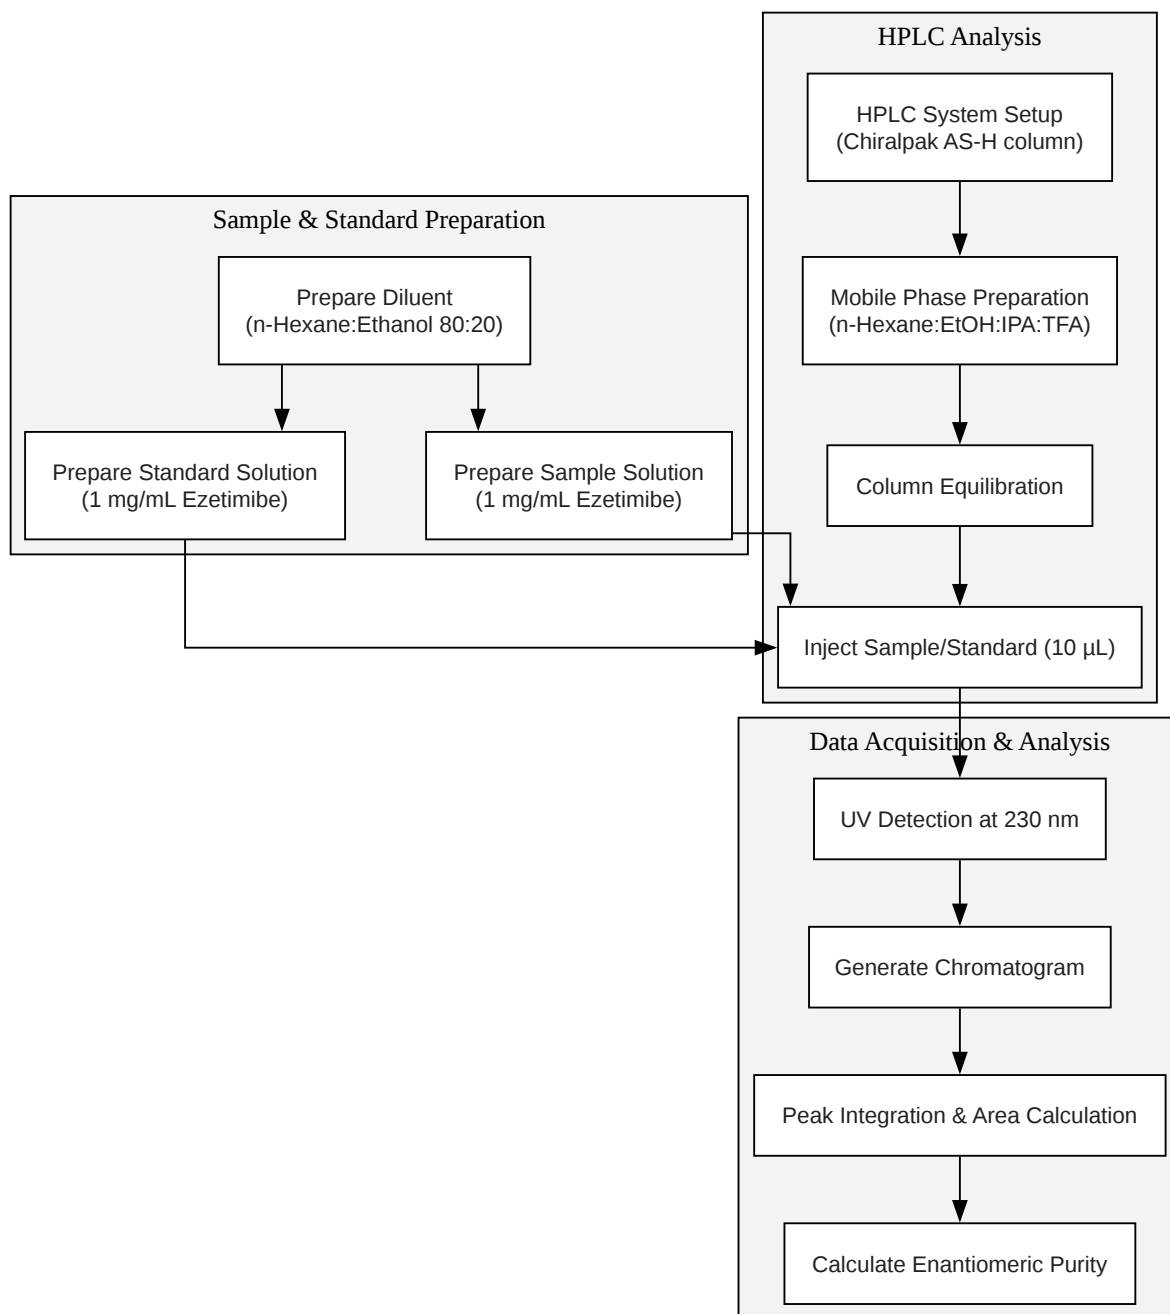 HPLC Analysis
HPLC System Setup
(Chiralpak AS-H column)
Sample & Standard Preparation
Prepare Diluent
(n-Hexane:Ethanol 80:20)
Mobile Phase Preparation
(n-Hexane:EtOH:IPA:TFA)
Prepare Standard Solution
(1 mg/mL Ezetimibe)
Prepare Sample Solution
(1 mg/mL Ezetimibe)
Column Equilibration
Inject Sample/Standard (10 µL)
Data Acquisition & Analysis
UV Detection at 230 nm
Generate Chromatogram
Peak Integration & Area Calculation
Calculate Enantiomeric Purity